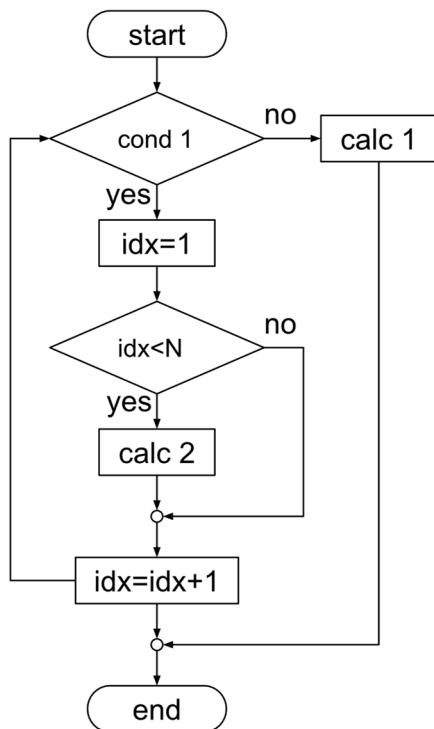 start
cond 1
no
calc 1
yes
idx=1
idx<N
no
yes
calc 2
idx=idx+1
end